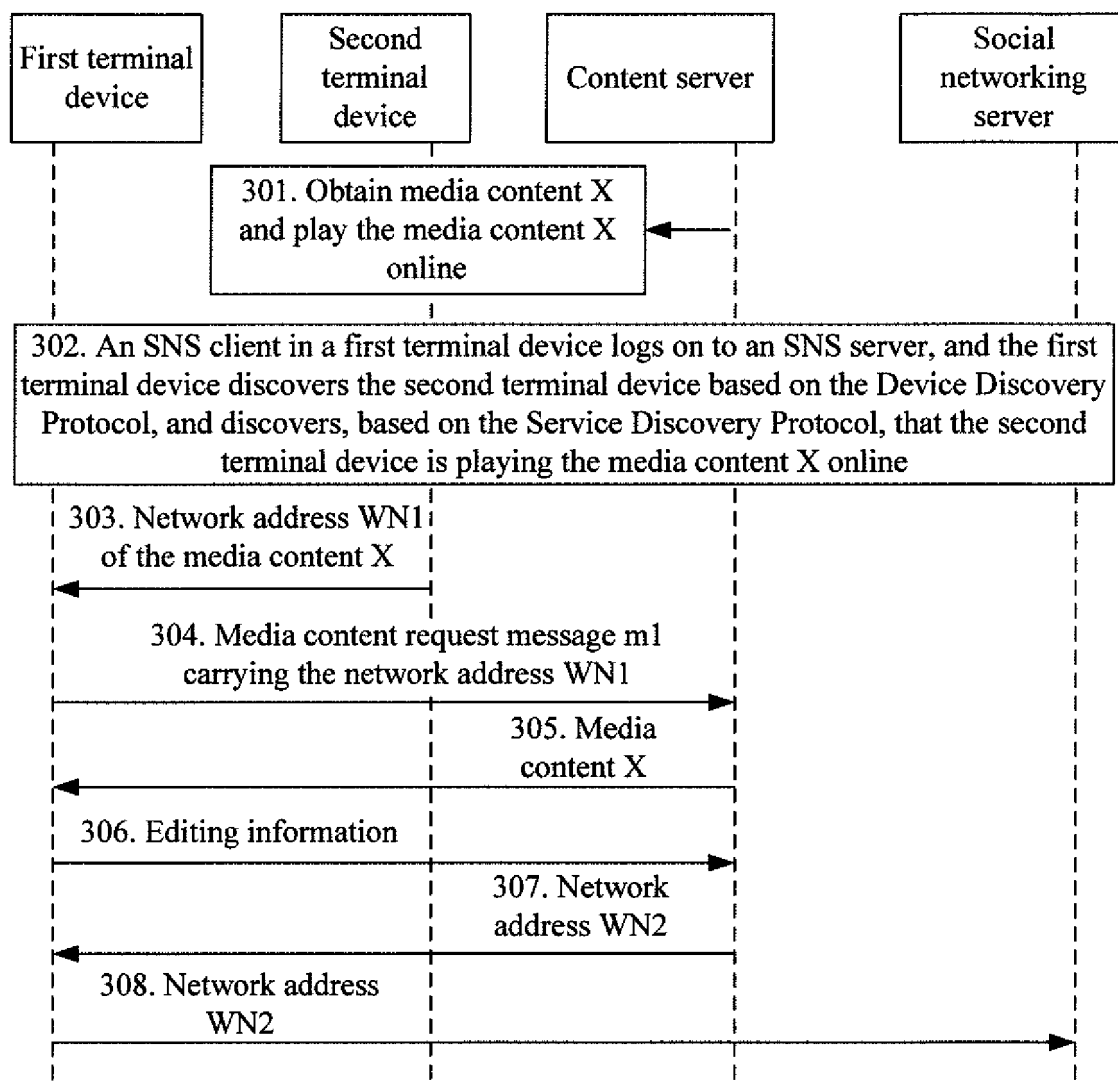 First terminal
device
Second
terminal
device
Content server
Social
networking
server
301. Obtain media content X
and play the media content X
online
302. An SNS client in a first terminal device logs on to an SNS server, and the first
terminal device discovers the second terminal device based on the Device Discovery
Protocol, and discovers, based on the Service Discovery Protocol, that the second
terminal device is playing the media content X online
303. Network address WN1
of the media content X
304. Media content request message m1
carrying the network address WN1
305. Media
content X
306. Editing information
307. Network
address WN2
308. Network address
WN2